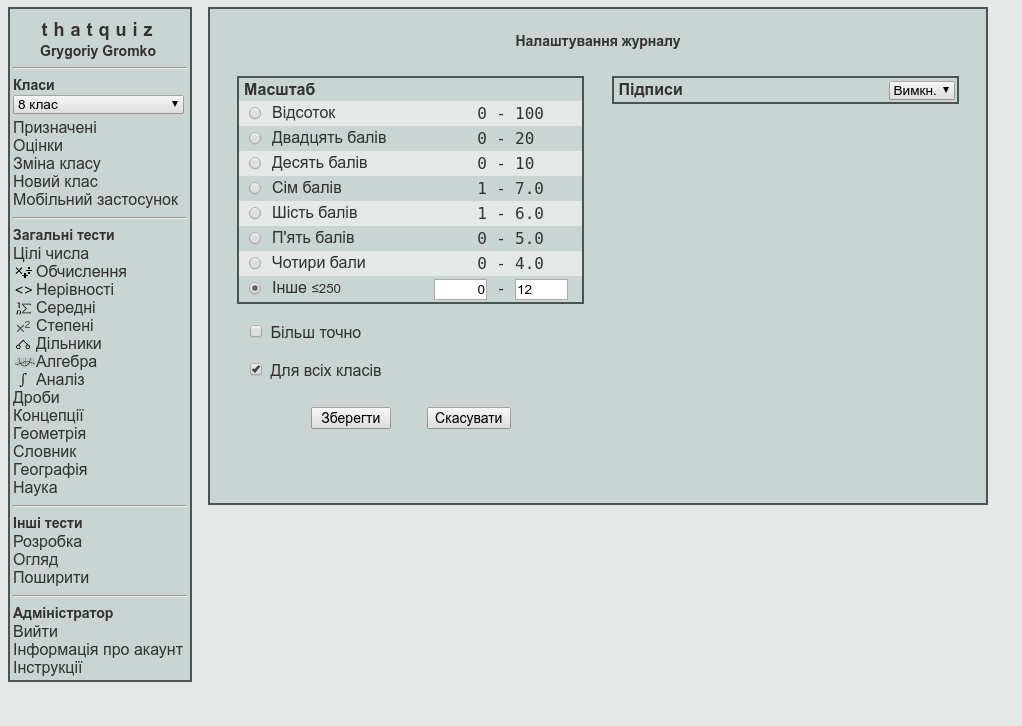 thatquiz
Grygoriy Gromko
Класи
8 клас
Призначені
Оцінки
Зміна класу
Новий клас
Мобільний застосунок
Загальні тести
Цілі числа
Обчислення
<> Нерівності
Середні
x² Степені
Дільники
Алгебра
∫ Аналіз
Дроби
Концепції
Геометрія
Словник
Географія
Наука
Інші тести
Розробка
Огляд
Поширити
Адміністратор
Вийти
Інформація про акаунт
Інструкції
Налаштування журналу
Масштаб
Відсоток 0 - 100
Двадцять балів 0 - 20
Десять балів 0 - 10
Сім балів 1 - 7.0
Шість балів 1 - 6.0
П'ять балів 0 - 5.0
Чотири бали 0 - 4.0
Інше ≤250 0 - 12
Більш точно
Для всіх класів
Зберегти Скасувати
Підписи Вимкн.